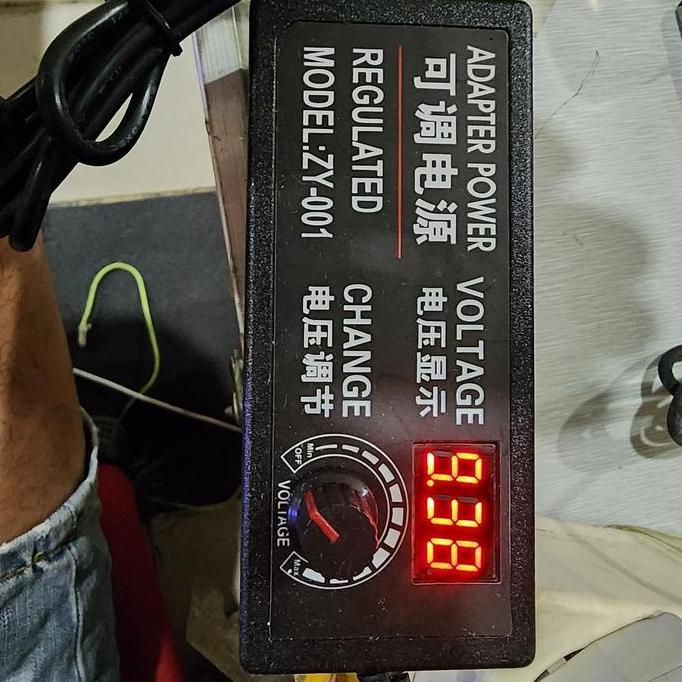 ADAPTER POWER
可调电源
REGULATED
MODEL:ZY-001
VOLTAGE
电压显示
CHANGE
电压调节
9.38
Min
OFF
VOLTAGE
Max